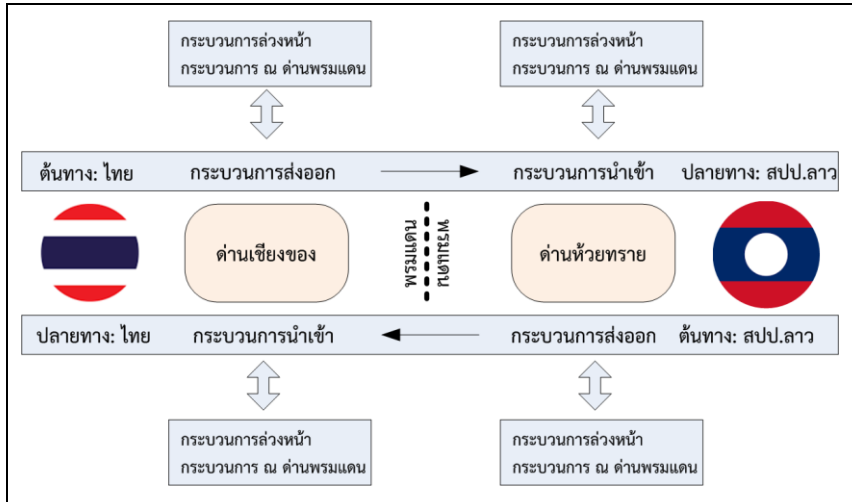 กระบวนการล่วงหน้า
กระบวนการ ณ ด่านพรมแดน
กระบวนการล่วงหน้า
กระบวนการ ณ ด่านพรมแดน
ต้นทาง: ไทย กระบวนการส่งออก กระบวนการนำเข้า ปลายทาง: สปป.ลาว
ด่านเชียงของ
พรมแดน
พรมแดน
ด่านห้วยทราย
ปลายทาง: ไทย กระบวนการนำเข้า กระบวนการส่งออก ต้นทาง: สปป.ลาว
กระบวนการล่วงหน้า
กระบวนการ ณ ด่านพรมแดน
กระบวนการล่วงหน้า
กระบวนการ ณ ด่านพรมแดน